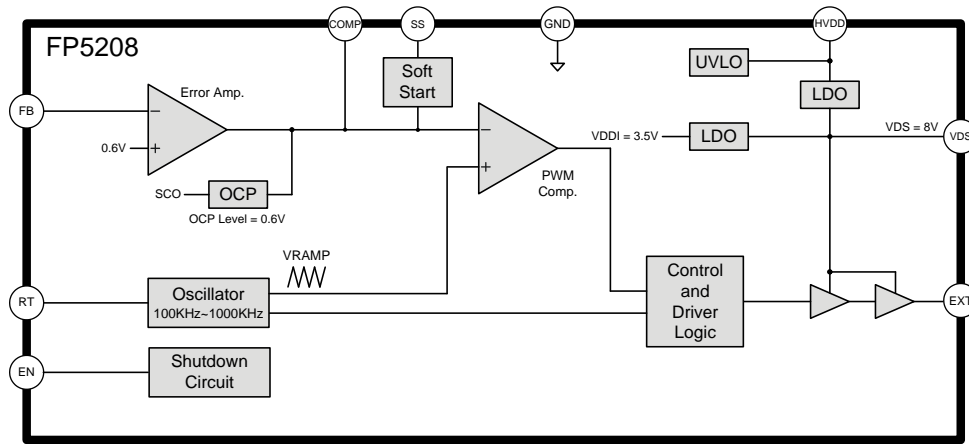 COMP
SS
GND
HVDD
FP5208
UVLO
Soft
Start
LDO
Error Amp.
FB
−
0.6V
+
−
+
VDDI = 3.5V
LDO
VDS = 8V
VDS
PWM
Comp.
SCO
OCP
OCP Level = 0.6V
VRAMP
RT
Oscillator
100KHz~1000KHz
Control
and
Driver
Logic
EXT
EN
Shutdown
Circuit